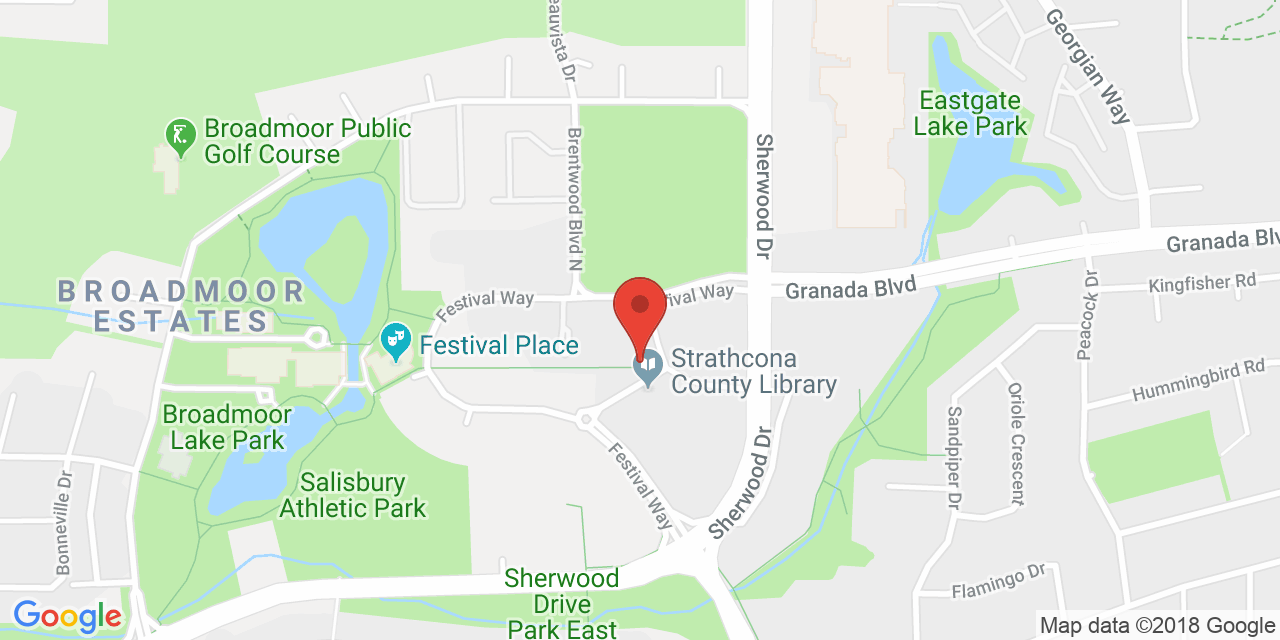 eauvista Dr
Georgian Way
Eastgate
Lake Park
Broadmoor Public
Golf Course
Brentwood Blvd N
Sherwood Dr
Granada Blv
BROADMOOR
ESTATES
Festival Way
tival Way
Granada Blvd
Kingfisher Rd
Peacock Dr
Festival Place
Strathcona
County Library
Hummingbird Rd
Broadmoor
Lake Park
Oriole Crescent
Sandpiper Dr
Salisbury
Athletic Park
Festival Way
Sherwood Dr
Bonneville Dr
Sherwood
Drive
Park East
Flamingo Dr
Google
Map data ©2018 Google